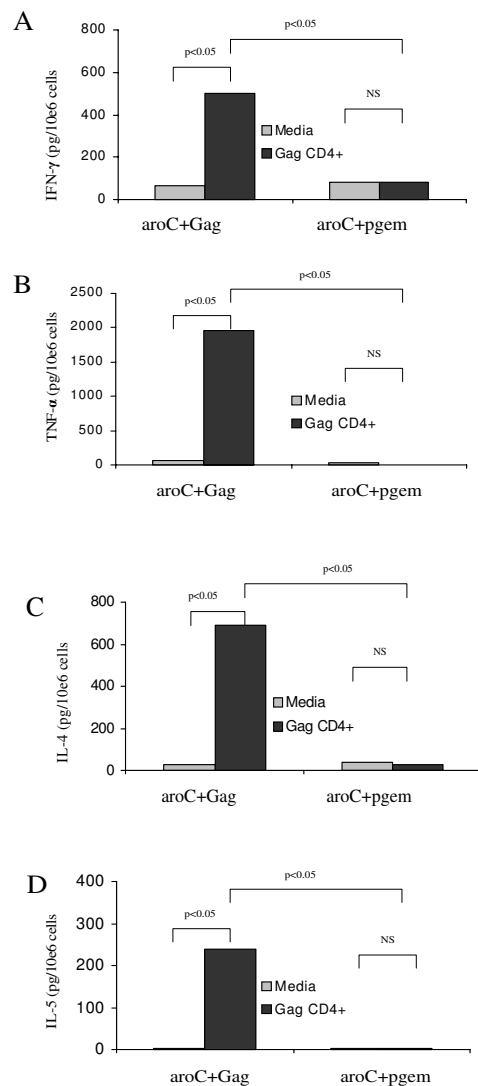 A
IFN-γ (pg/10e6 cells
800
600
400
200
0
p<0.05
p<0.05
NS
Media
Gag CD4+
aroC+Gag
aroC+pgem
B
TNF-α (pg/10e6 cells
2500
2000
1500
1000
500
0
p<0.05
p<0.05
NS
Media
Gag CD4+
aroC+Gag
aroC+pgem
C
IL-4 (pg/10e6 cells
800
600
400
200
0
p<0.05
p<0.05
NS
Media
Gag CD4+
aroC+Gag
aroC+pgem
D
IL-5 (pg/10e6 cells
400
300
200
100
0
p<0.05
p<0.05
NS
Media
Gag CD4+
aroC+Gag
aroC+pgem